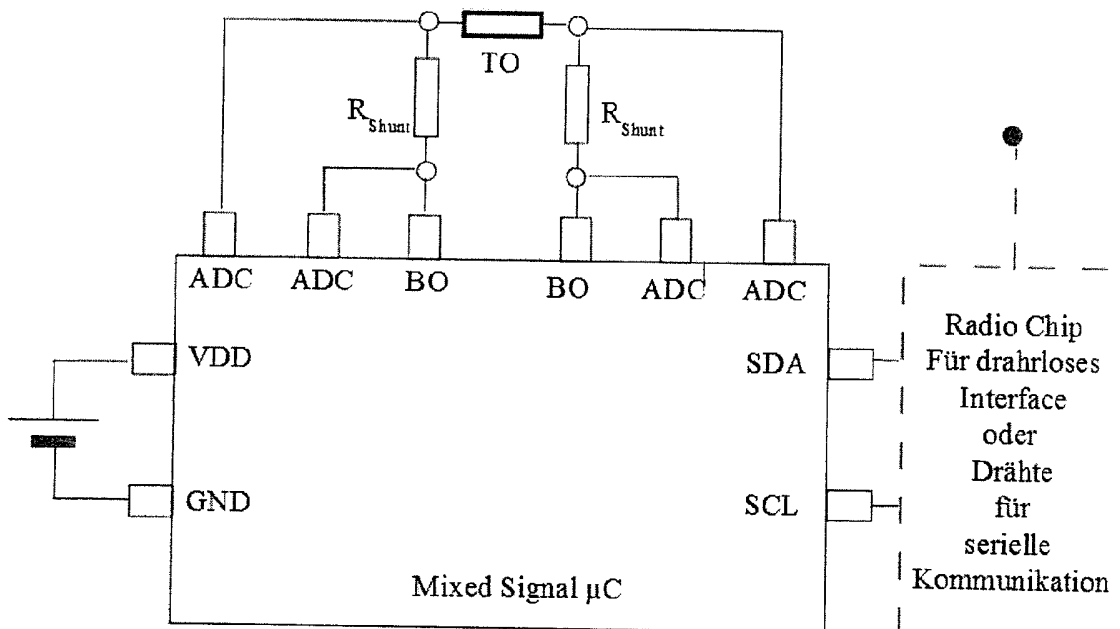 TO
R_Shunt
R_Shunt
ADC
ADC
BO
BO
ADC
ADC
VDD
SDA
GND
SCL
Mixed Signal µC
Radio Chip
Für drahrloses
Interface
oder
Drähte
für
serielle
Kommunikation